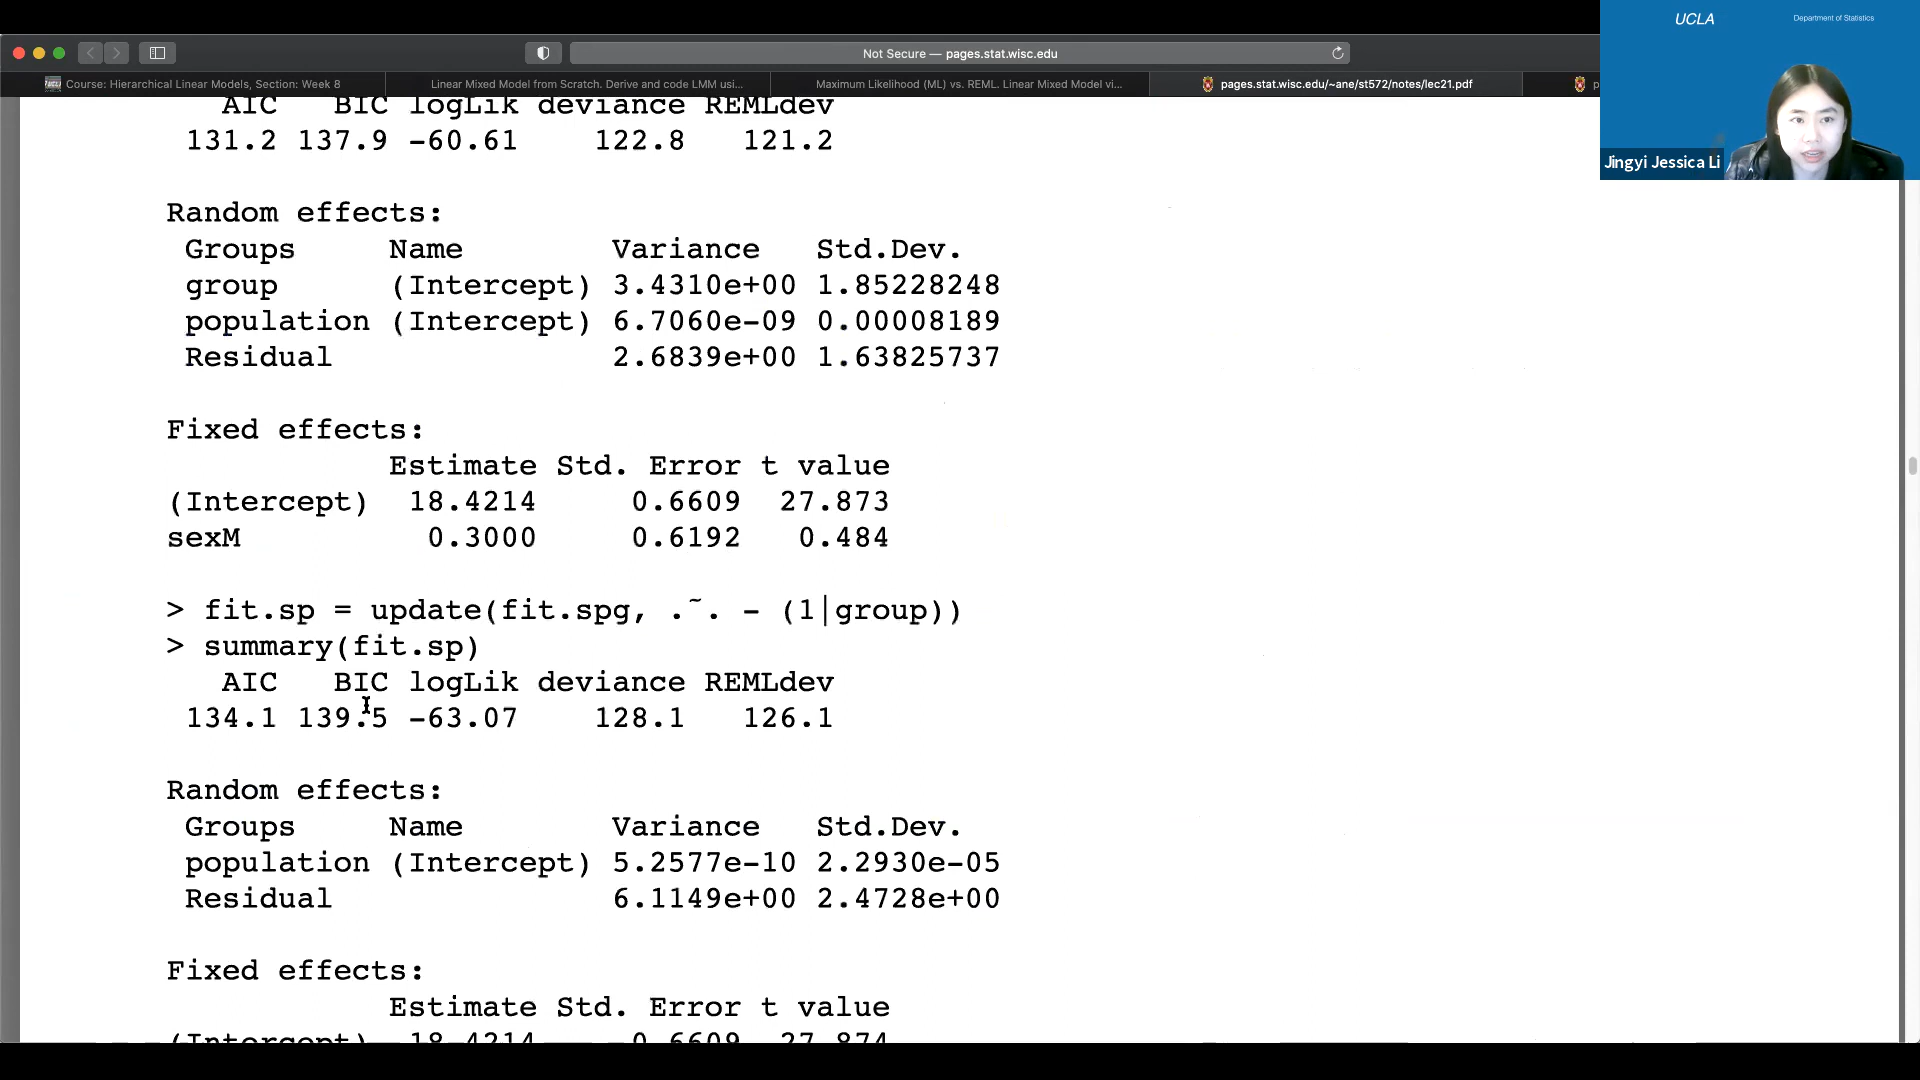 UCLA
Department of Statistics
Not Secure — pages.stat.wisc.edu
Course: Hierarchical Linear Models, Section: Week 8
Linear Mixed Model from Scratch. Derive and code LMM usi...
Maximum Likelihood (ML) vs. REML. Linear Mixed Model vi...
pages.stat.wisc.edu/~ane/st572/notes/lec21.pdf
Jingyi Jessica Li
AIC BIC logLik deviance REMLdev
131.2 137.9 -60.61 122.8 121.2
Random effects:
Groups Name Variance Std.Dev.
group (Intercept) 3.4310e+00 1.85228248
population (Intercept) 6.7060e-09 0.00008189
Residual 2.6839e+00 1.63825737
Fixed effects:
Estimate Std. Error t value
(Intercept) 18.4214 0.6609 27.873
sexM 0.3000 0.6192 0.484
> fit.sp = update(fit.spg, .~. - (1|group))
> summary(fit.sp)
AIC BIC logLik deviance REMLdev
134.1 139.5 -63.07 128.1 126.1
Random effects:
Groups Name Variance Std.Dev.
population (Intercept) 5.2577e-10 2.2930e-05
Residual 6.1149e+00 2.4728e+00
Fixed effects:
Estimate Std. Error t value
(Intercept) 18.4214 0.6609 27.874